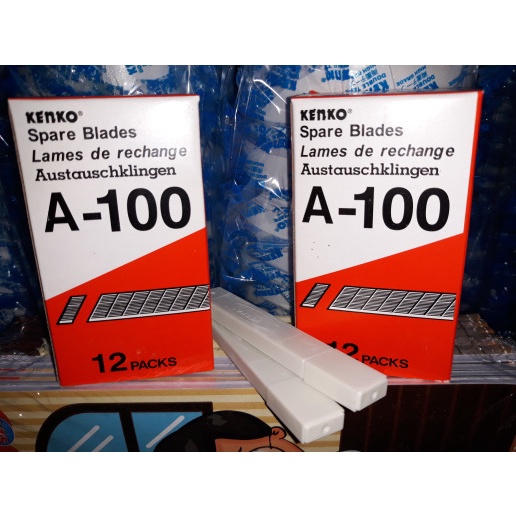 KENKO®
Spare Blades
Lames de rechange
Austauschklingen
A-100
12 PACKS
KENKO®
Spare Blades
Lames de rechange
Austauschklingen
A-100
12 PACKS